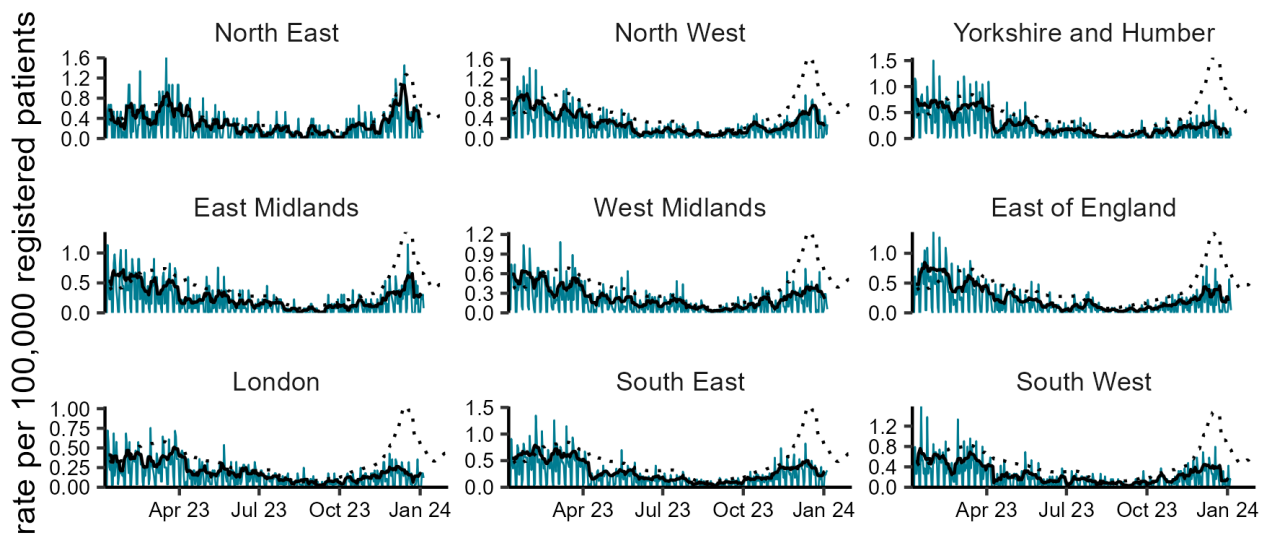 rate per 100,000 registered patients
North East
North West
Yorkshire and Humber
1.6
1.2
0.8
0.4
0.0
1.6
1.2
0.8
0.4
0.0
1.5
1.0
0.5
0.0
East Midlands
West Midlands
East of England
1.0
0.5
0.0
1.2
0.9
0.6
0.3
0.0
1.0
0.5
0.0
London
South East
South West
1.00
0.75
0.50
0.25
0.00
1.5
1.0
0.5
0.0
1.2
0.8
0.4
0.0
Apr 23 Jul 23 Oct 23 Jan 24
Apr 23 Jul 23 Oct 23 Jan 24
Apr 23 Jul 23 Oct 23 Jan 24